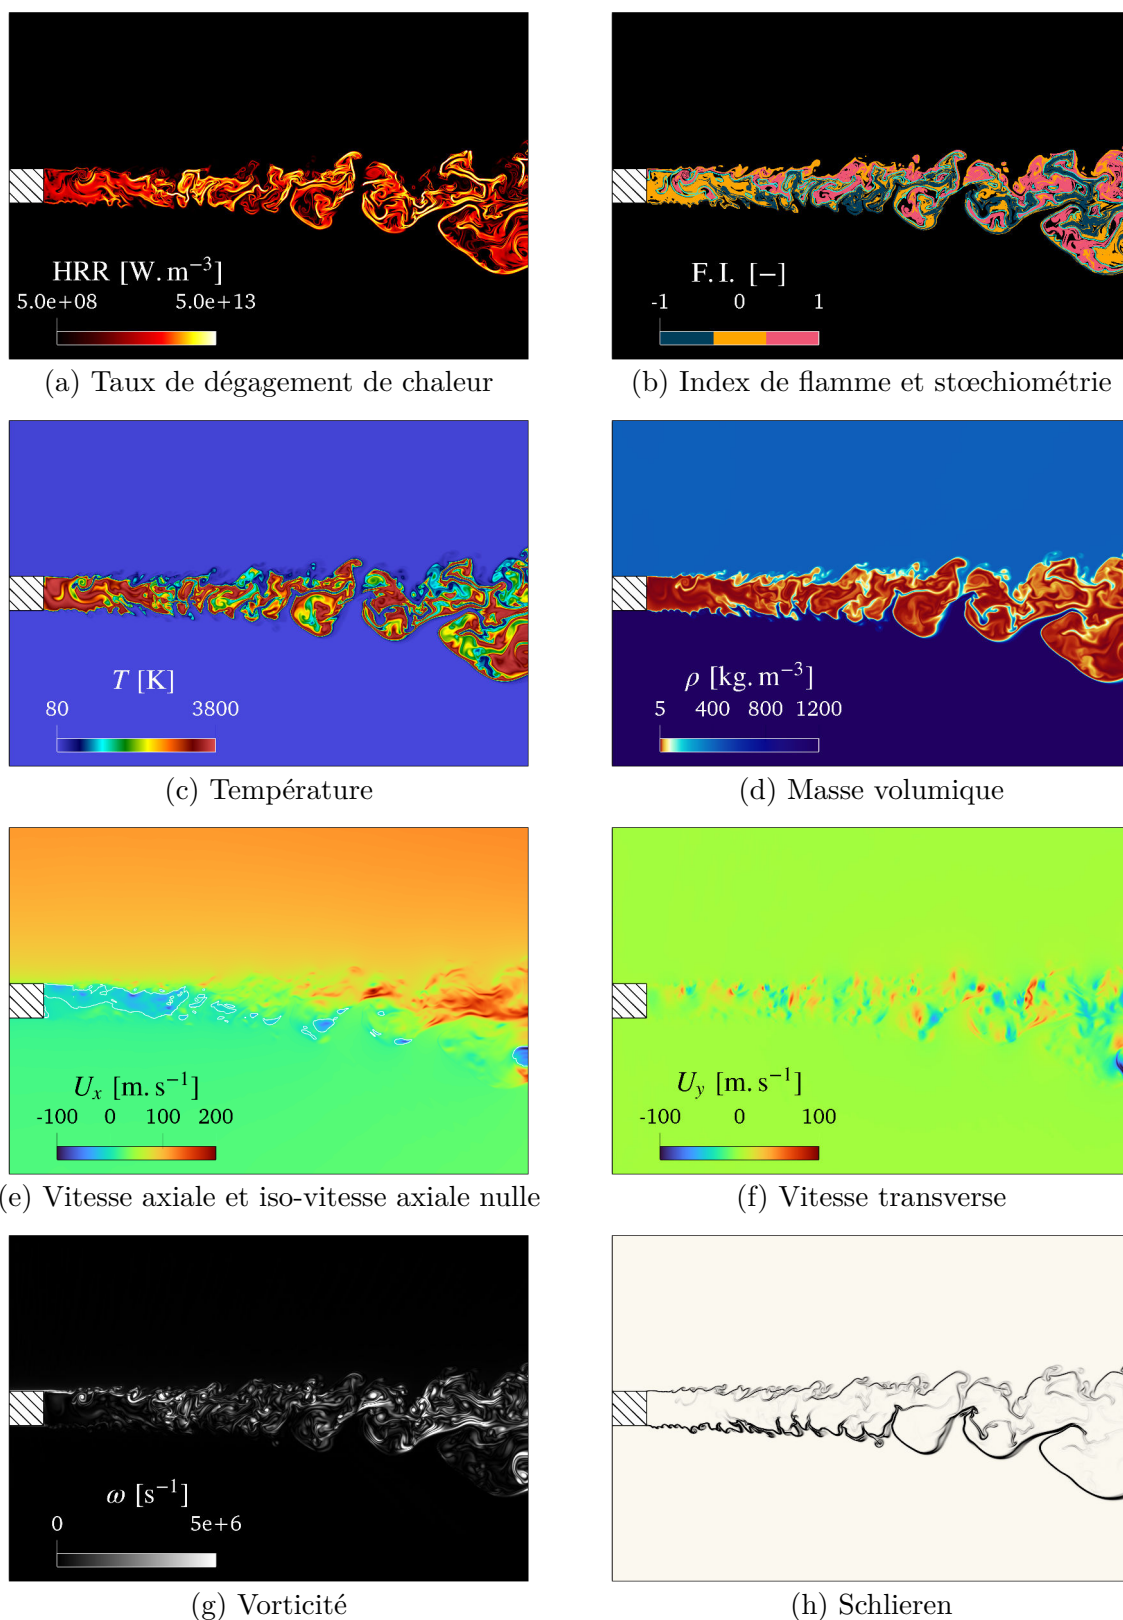 HRR [W. m⁻³]
5.0e+08 5.0e+13
(a) Taux de dégagement de chaleur
F. I. [−]
-1 0 1
(b) Index de flamme et stœchiométrie
T [K]
80 3800
(c) Température
ρ [kg. m⁻³]
5 400 800 1200
(d) Masse volumique
Uₓ [m. s⁻¹]
-100 0 100 200
(e) Vitesse axiale et iso-vitesse axiale nulle
U_y [m. s⁻¹]
-100 0 100
(f) Vitesse transverse
ω [s⁻¹]
0 5e+6
(g) Vorticité
(h) Schlieren